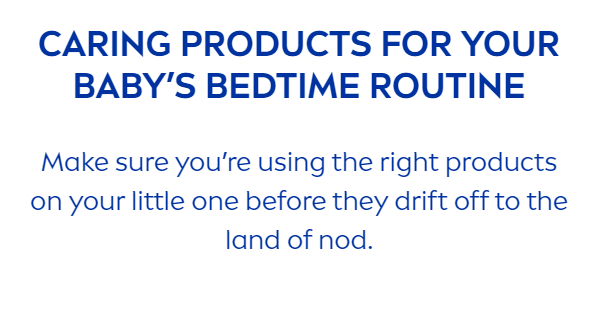 CARING PRODUCTS FOR YOUR
BABY’S BEDTIME ROUTINE
Make sure you’re using the right products
on your little one before they drift off to the
land of nod.